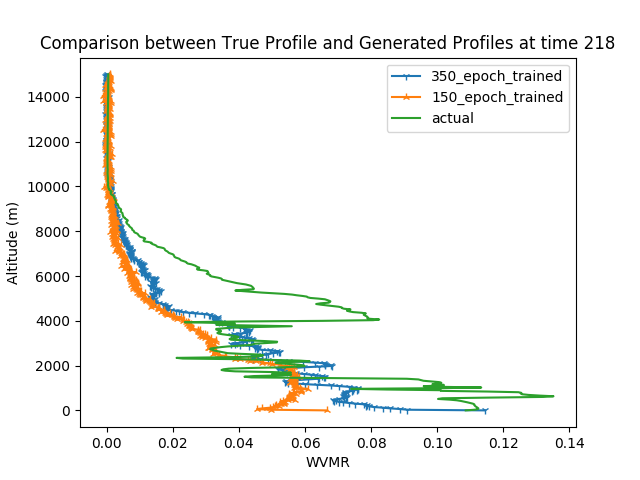 Comparison between True Profile and Generated Profiles at time 218
350_epoch_trained
150_epoch_trained
actual
Altitude (m)
14000
12000
10000
8000
6000
4000
2000
0
0.00 0.02 0.04 0.06 0.08 0.10 0.12 0.14
WVMR